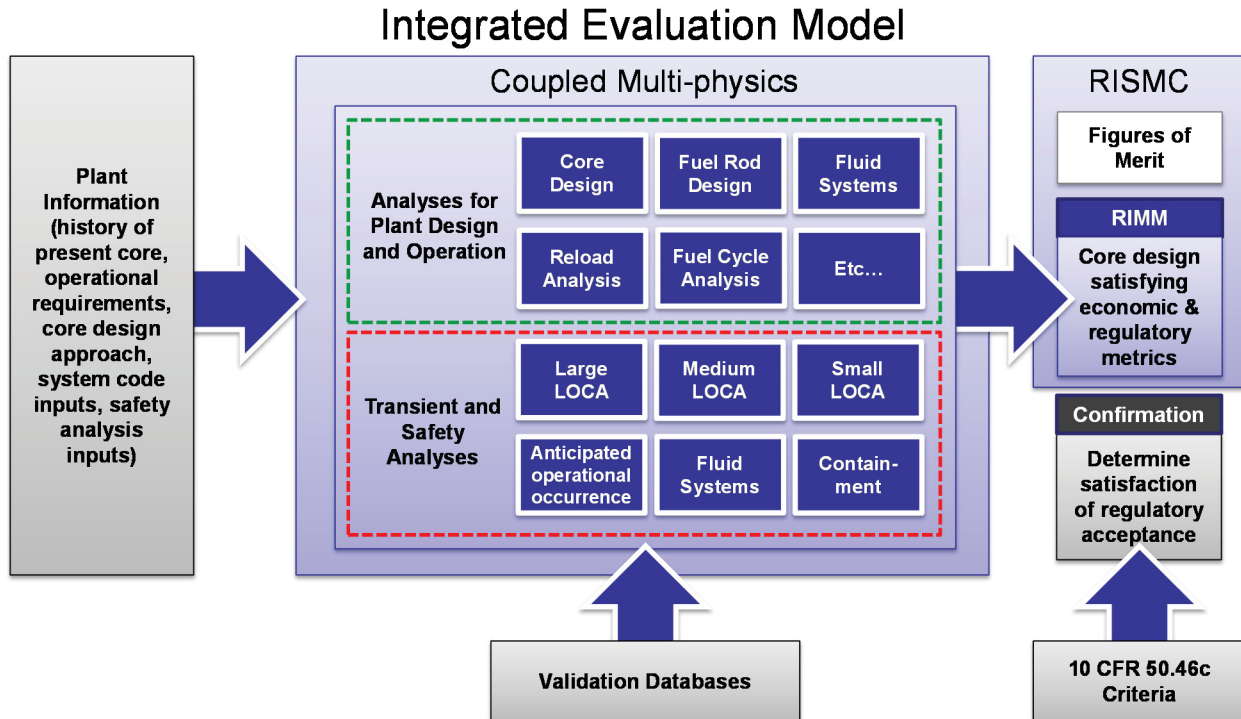 Integrated Evaluation Model
Plant
Information
(history of
present core,
operational
requirements,
core design
approach,
system code
inputs, safety
analysis
inputs)
Coupled Multi-physics
Analyses for
Plant Design
and Operation
Core
Design
Fuel Rod
Design
Fluid
Systems
Reload
Analysis
Fuel Cycle
Analysis
Etc...
Transient and
Safety
Analyses
Large
LOCA
Medium
LOCA
Small
LOCA
Anticipated
operational
occurrence
Fluid
Systems
Contain-
ment
Validation Databases
RISMC
Figures of
Merit
RIMM
Core design
satisfying
economic &
regulatory
metrics
Confirmation
Determine
satisfaction
of regulatory
acceptance
10 CFR 50.46c
Criteria